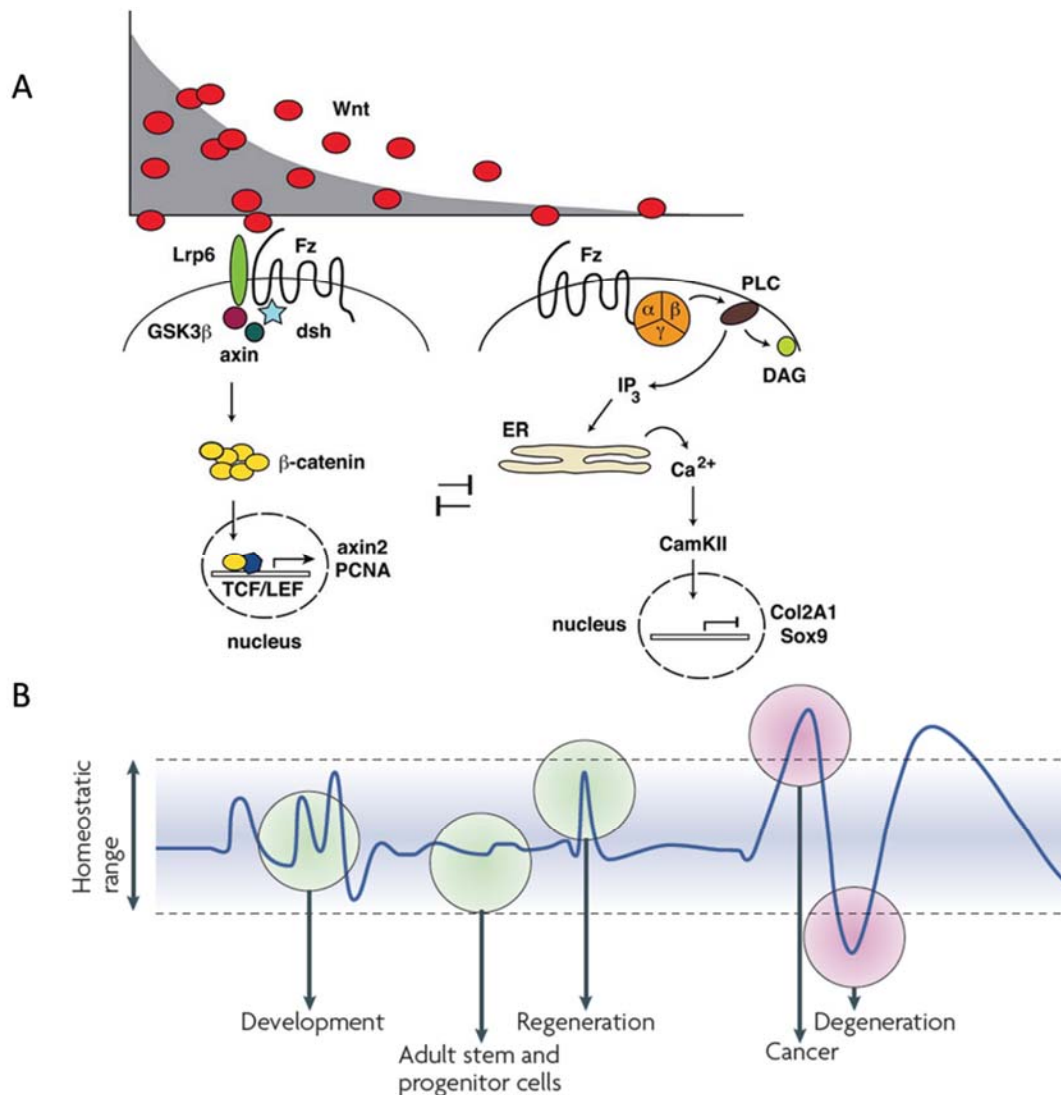 A
Wnt
Lrp6
Fz
GSK3β
dsh
axin
β-catenin
axin2
PCNA
TCF/LEF
nucleus
Fz
PLC
α β
γ
DAG
IP3
ER
Ca2+
CamKII
nucleus
Col2A1
Sox9
B
Homeostatic
range
Development
Adult stem and
progenitor cells
Regeneration
Cancer
Degeneration